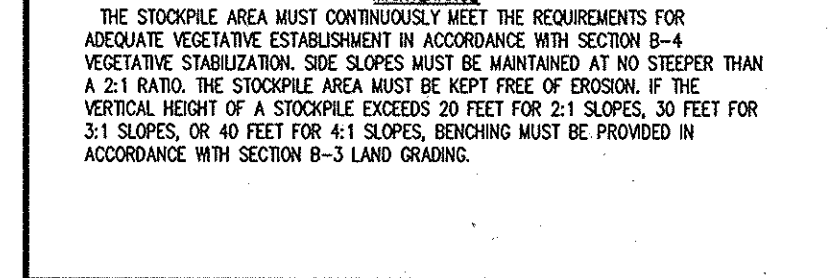 THE STOCKPILE AREA MUST CONTINUOUSLY MEET THE REQUIREMENTS FOR
ADEQUATE VEGETATIVE ESTABLISHMENT IN ACCORDANCE WITH SECTION B-4
VEGETATIVE STABILIZATION. SIDE SLOPES MUST BE MAINTAINED AT NO STEEPER THAN
A 2:1 RATIO. THE STOCKPILE AREA MUST BE KEPT FREE OF EROSION. IF THE
VERTICAL HEIGHT OF A STOCKPILE EXCEEDS 20 FEET FOR 2:1 SLOPES, 30 FEET FOR
3:1 SLOPES, OR 40 FEET FOR 4:1 SLOPES, BENCHING MUST BE PROVIDED IN
ACCORDANCE WITH SECTION B-3 LAND GRADING.